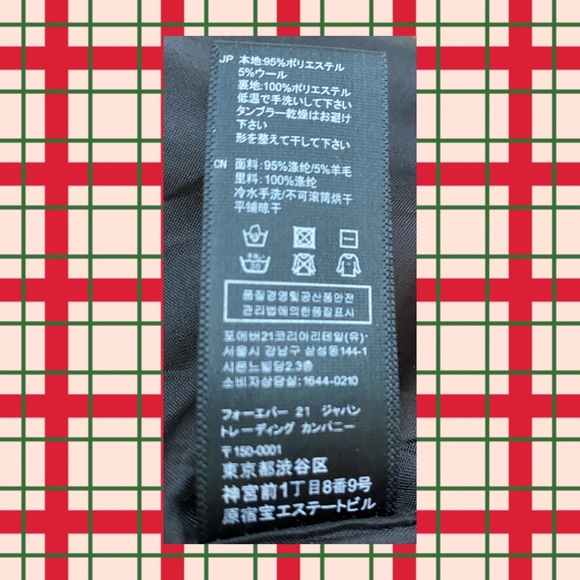 JP 本地:95%ポリエステル
5%ウール
裏地:100%ポリエステル
低温で手洗いして下さい
タンブラー乾燥はお避け
下さい
形を整えて干して下さい
CN 面料:95%涤纶/5%羊毛
里料:100%涤纶
冷水手洗/不可滚筒烘干
平铺晾干
품질경영및공산품안전
관리법에의한품질표시
포에버21코리아리테일(유)·
서울시 강남구 삼성동144-1
시몬느빌딩2.3층
소비자상담실:1644-0210
フォーエバー 21 ジャパン
トレーディング カンパニー
〒150-0001
東京都渋谷区
神宮前1丁目8番9号
原宿宝エステートビル